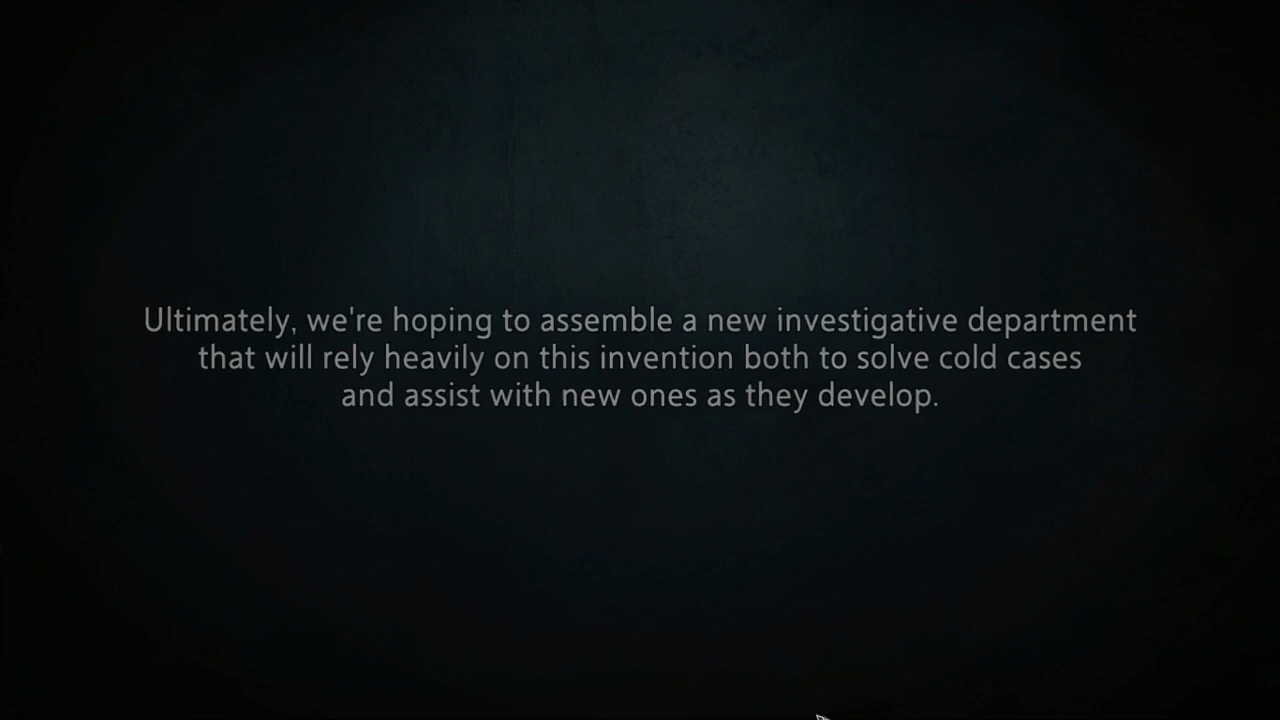 Ultimately, we're hoping to assemble a new investigative department
that will rely heavily on this invention both to solve cold cases
and assist with new ones as they develop.